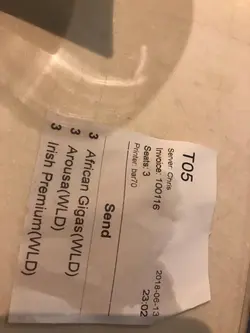 T05
Server: Chris
Invoice: 100116
Seats: 3
2018-06-13
Printer: bar70
23:02
Send
3 African Gigas(WLD)
3 Arousa(WLD)
3 Irish Premium(WLD)